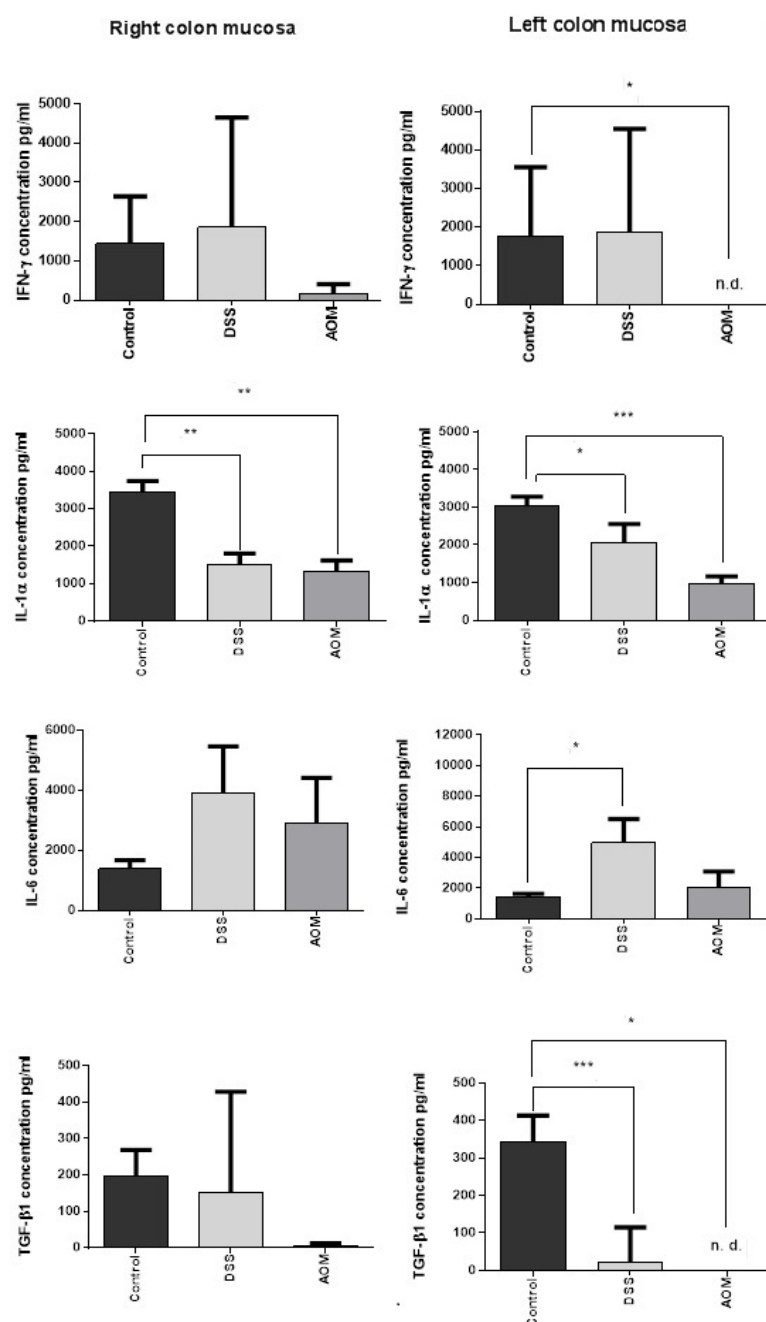 Right colon mucosa
Left colon mucosa
IFN-γ concentration pg/ml
5000
4000
3000
2000
1000
0
Control
DSS
AOM
IFN-γ concentration pg/ml
5000
4000
3000
2000
1000
0
*
n.d.
Control
DSS
AOM
IL-1α concentration pg/ml
5000
4000
3000
2000
1000
0
**
**
Control
DSS
AOM
IL-1α concentration pg/ml
5000
4000
3000
2000
1000
0
***
*
Control
DSS
AOM
IL-6 concentration pg/ml
6000
4000
2000
0
Control
DSS
AOM
IL-6 concentration pg/ml
12000
10000
8000
6000
4000
2000
0
*
Control
DSS
AOM
TGF-β1 concentration pg/ml
500
400
300
200
100
0
Control
DSS
AOM
TGF-β1 concentration pg/ml
500
400
300
200
100
0
*
***
n. d.
Control
DSS
AOM